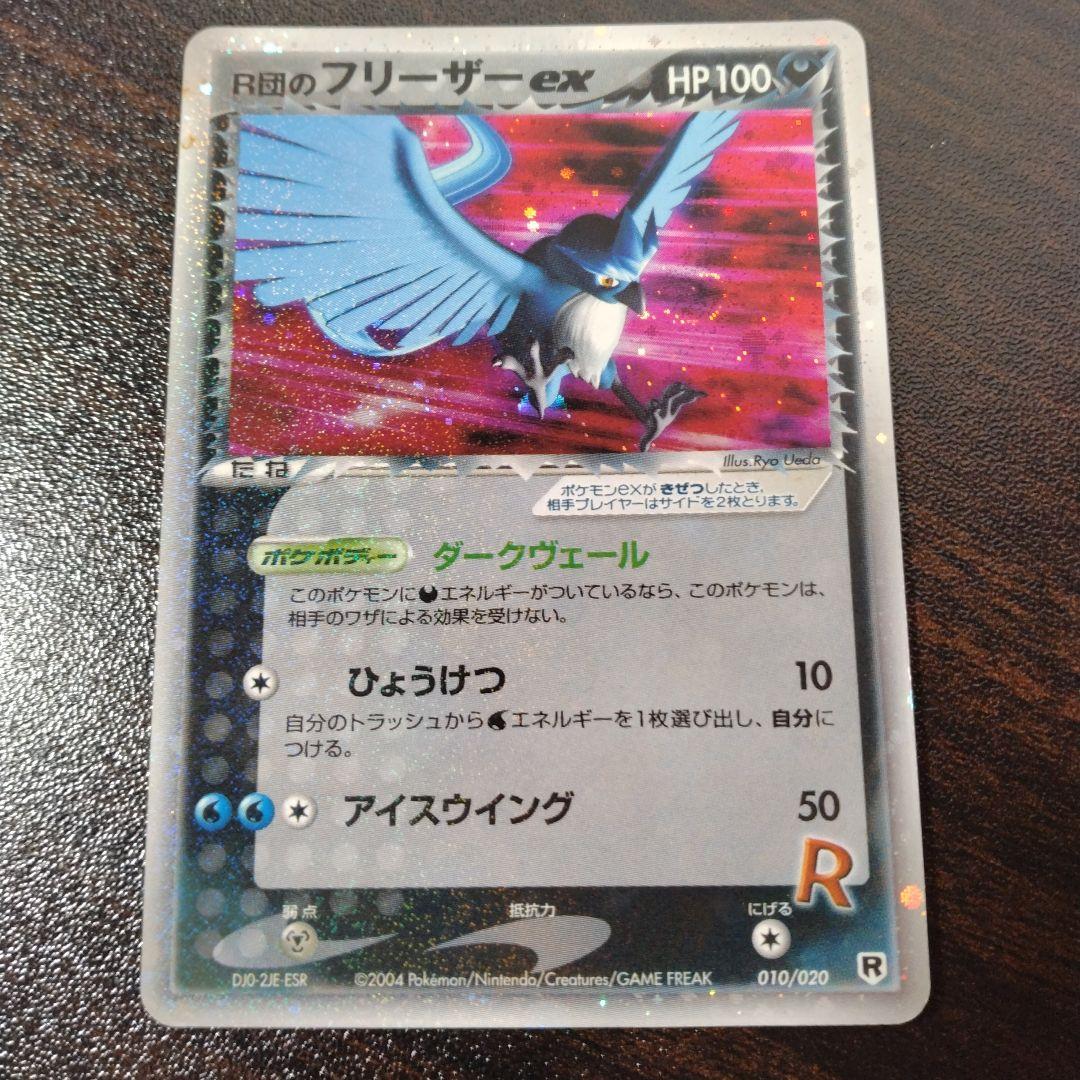 R団のフリーザーex HP100
たね
Illus.Ryo Ueda
ポケモンexがきぜつしたとき、
相手プレイヤーはサイドを2枚とります。
ポケボディー ダークヴェール
このポケモンにエネルギーがついているなら、このポケモンは、
相手のワザによる効果を受けない。
ひょうけつ 10
自分のトラッシュからエネルギーを1枚選び出し、自分に
つける。
アイスウイング 50
R
弱点 抵抗力 にげる
DJ0-2JE-ESR ©2004 Pokémon/Nintendo/Creatures/GAME FREAK 010/020 R